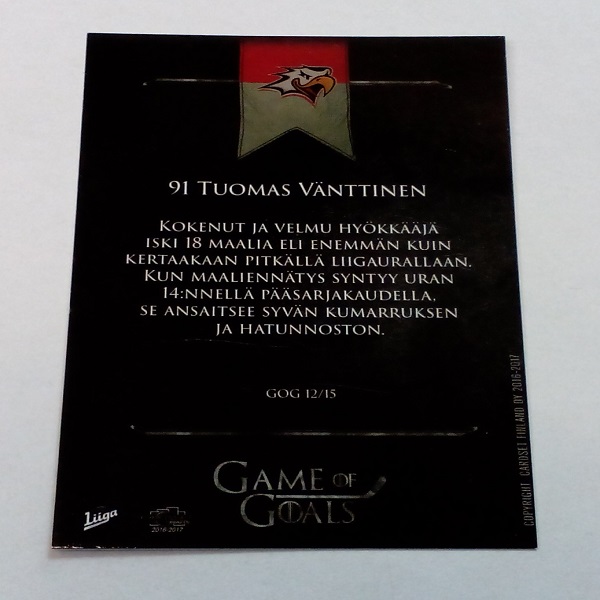 91 TUOMAS VÄNTTINEN
KOKENUT JA VELMU HYÖKKÄÄJÄ
ISKI 18 MAALIA ELI ENEMMÄN KUIN
KERTAAKAAN PITKÄLLÄ LIIGAURALLAAN.
KUN MAALIENNÄTYS SYNTYY URAN
14:NNELLÄ PÄÄSARJAKAUDELLA,
SE ANSAITSEE SYVÄN KUMARRUKSEN
JA HATUNNOSTON.
GOG 12/15
GAME OF
GOALS
Liiga
2016-2017
COPYRIGHT CARDSET FINLAND OY 2016-2017